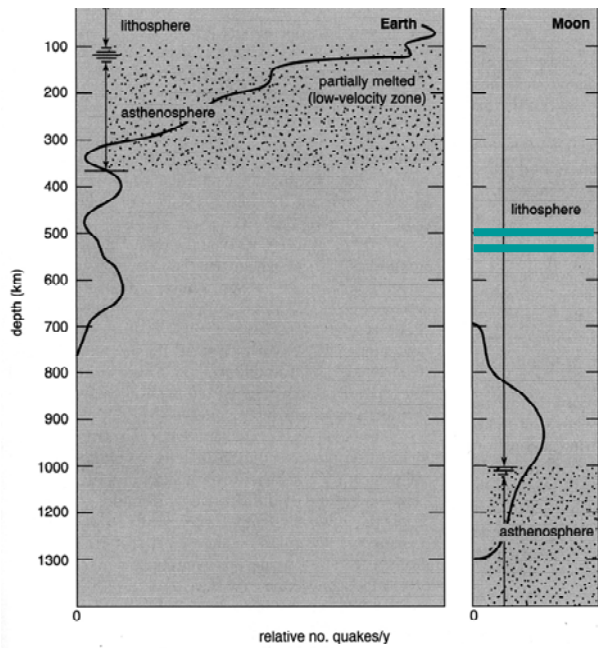 Earth
lithosphere
partially melted
(low-velocity zone)
asthenosphere
100
200
300
400
500
600
700
800
900
1000
1100
1200
1300
depth (km)
0
Moon
lithosphere
asthenosphere
0
relative no. quakes/y